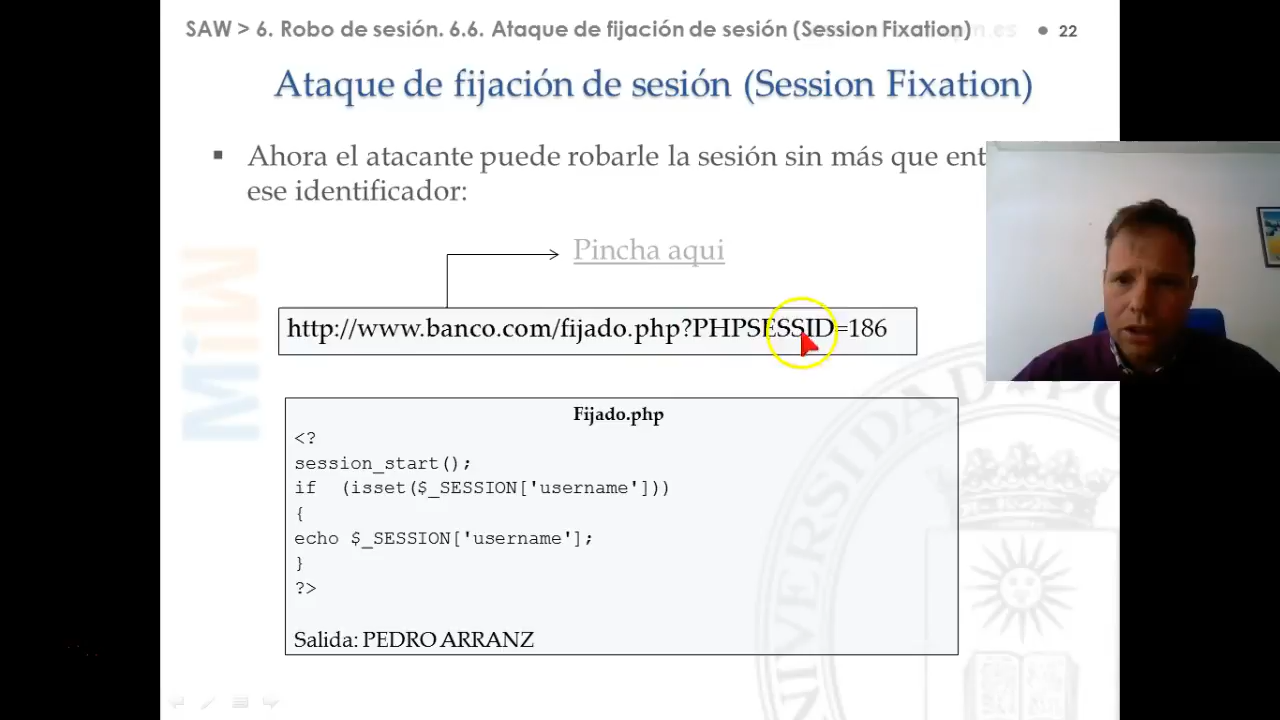 SAW > 6. Robo de sesión. 6.6. Ataque de fijación de sesión (Session Fixation)
22
Ataque de fijación de sesión (Session Fixation)
Ahora el atacante puede robarle la sesión sin más que
ese identificador:
Pincha aqui
http://www.banco.com/fijado.php?PHPSESSID=186
Fijado.php
<?
session_start();
if (isset($_SESSION['username']))
{
echo $_SESSION['username'];
}
?>
Salida: PEDRO ARRANZ
MiW